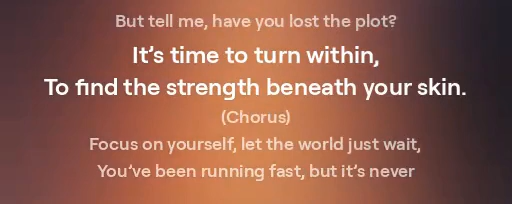 But tell me, have you lost the plot?
It’s time to turn within,
To find the strength beneath your skin.
(Chorus)
Focus on yourself, let the world just wait,
You’ve been running fast, but it’s never